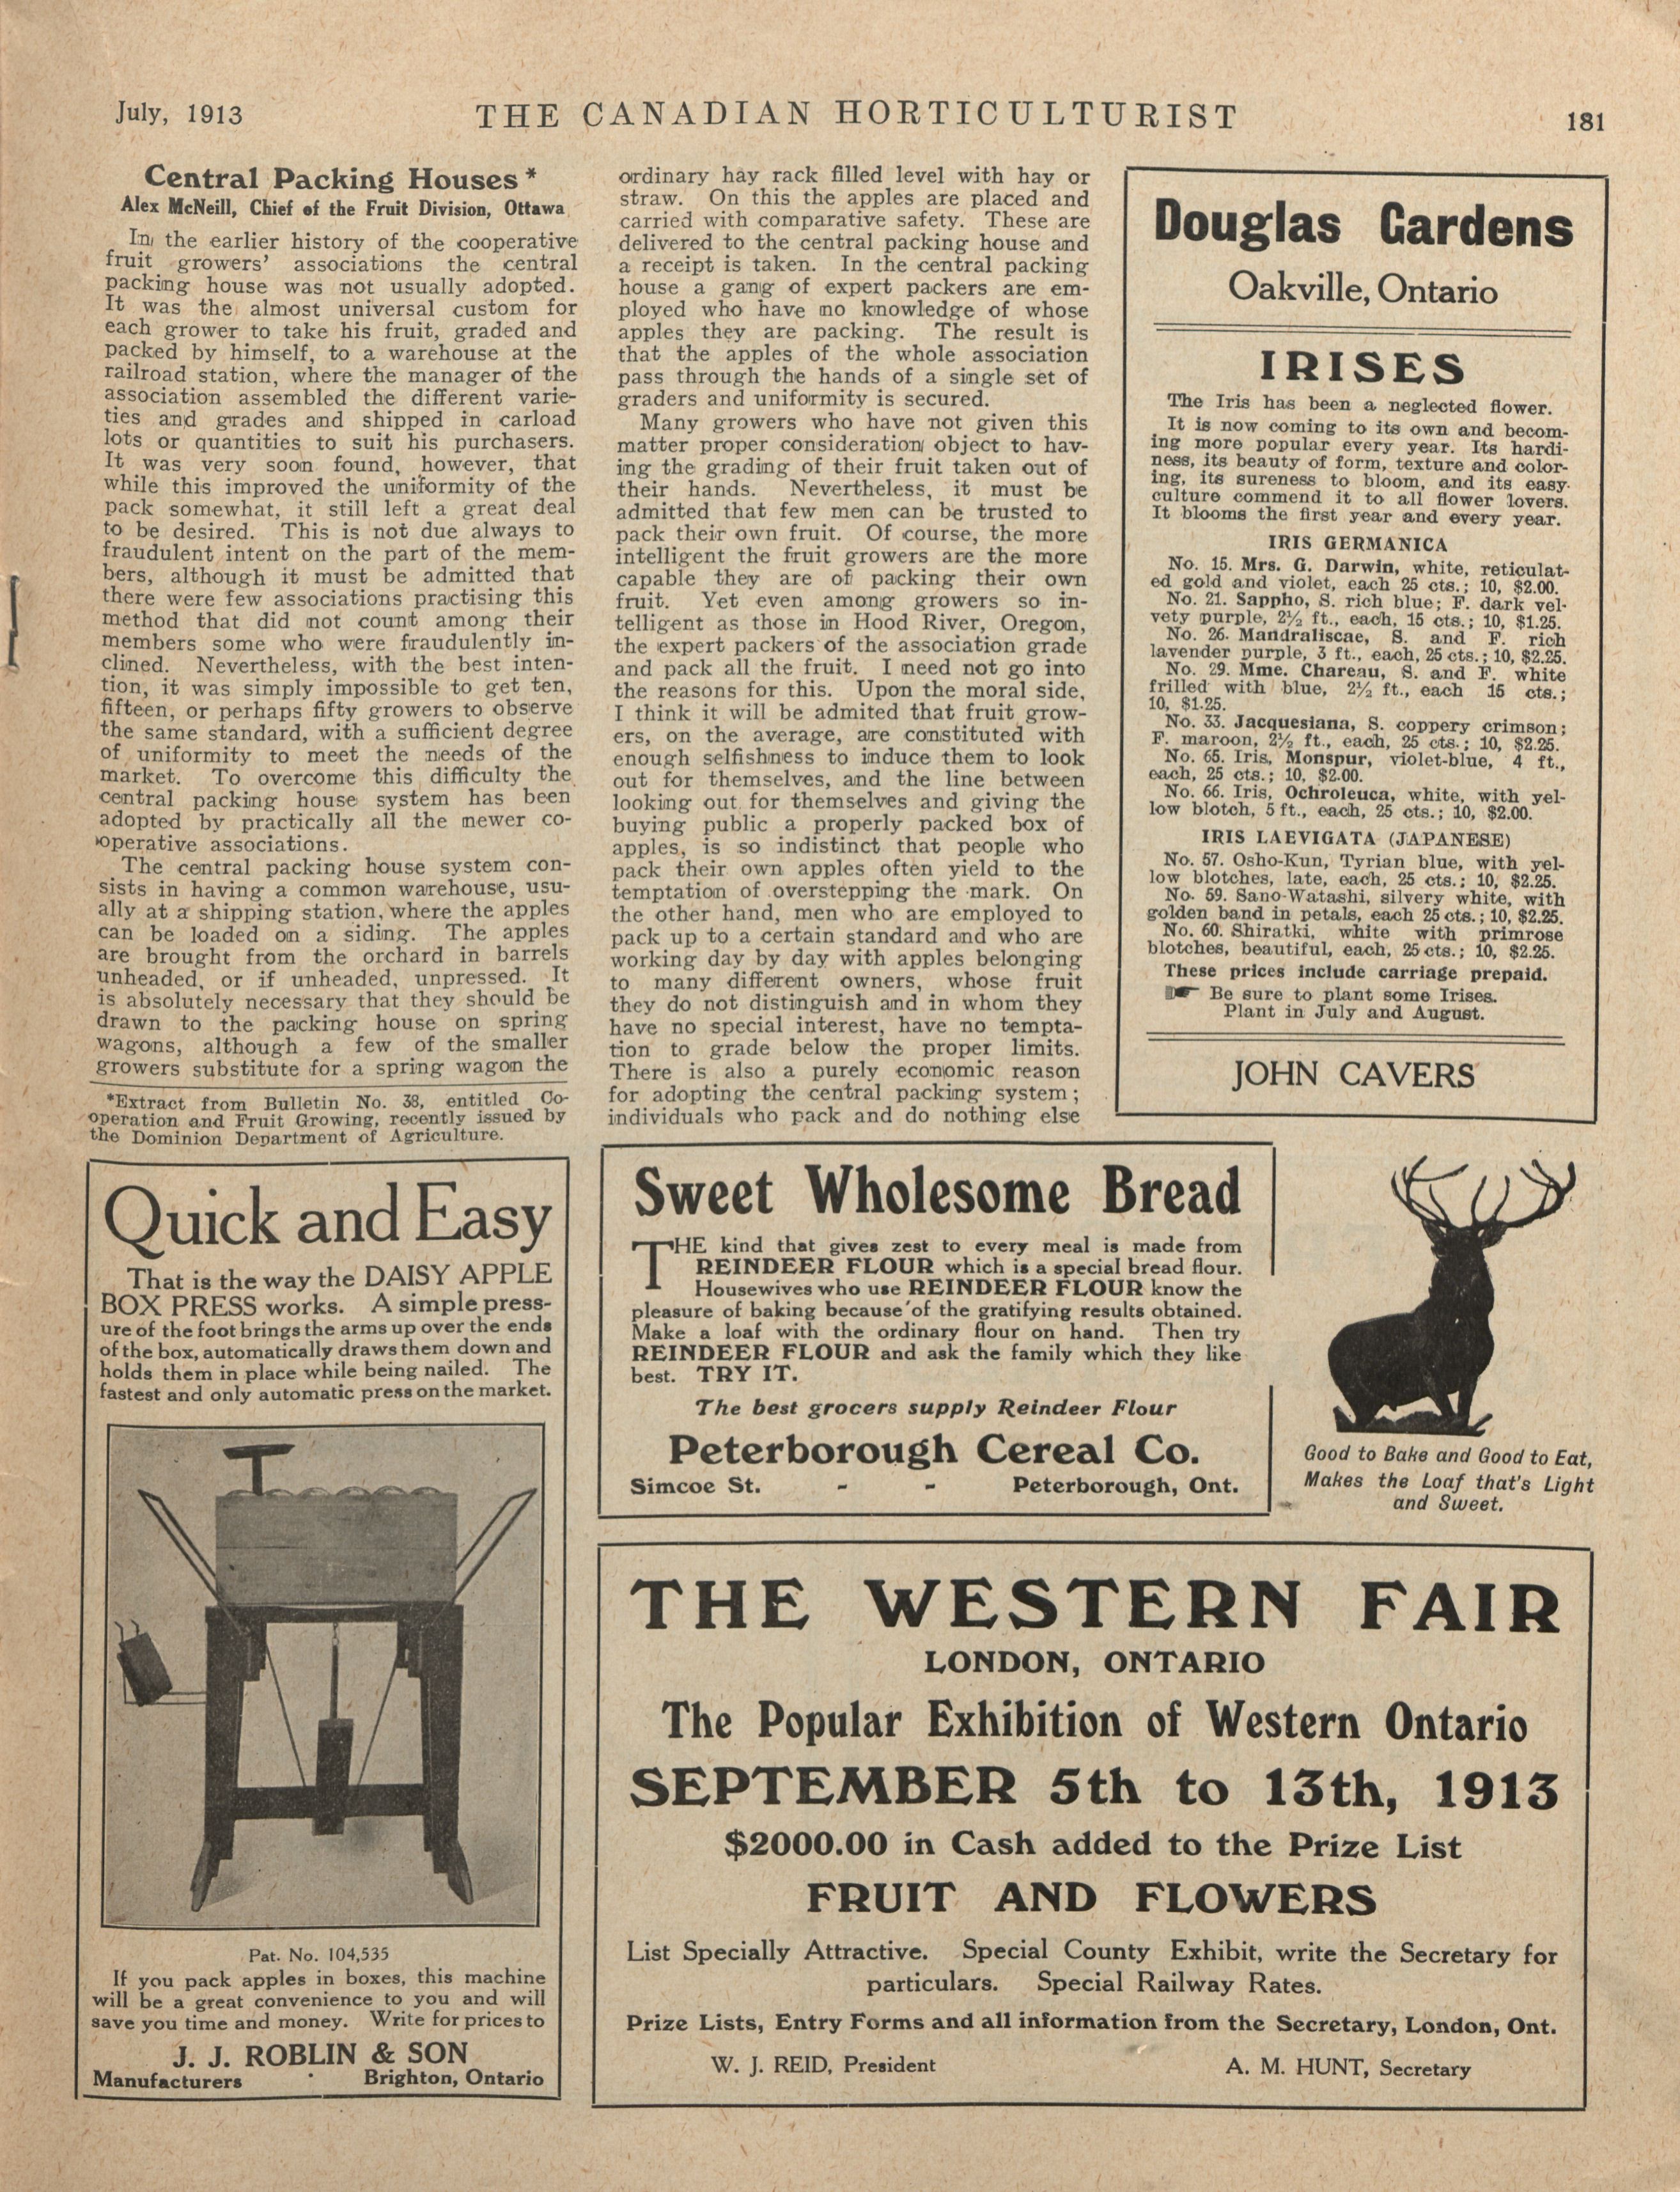 July, 1913
THE CANADIAN HORTICULTURIST
181
Central Packing Houses *
Alex McNeill, Chief of the Fruit Division, Ottawa
In the earlier history of the cooperative
fruit growers' associations the central
packing house was not usually adopted.
It was the almost universal custom for
each grower to take his fruit, graded and
packed by himself, to a warehouse at the
railroad station, where the manager of the
association assembled the different varie-
ties and grades and shipped in carload
lots or quantities to suit his purchasers.
It was very soon found, however, that
while this improved the uniformity of the
pack somewhat, it still left a great deal
to be desired. This is not due always to
fraudulent intent on the part of the mem-
bers, although it must be admitted that
there were few associations practising this
method that did not count among their
members some who were fraudulently in-
clined. Nevertheless, with the best inten-
tion, it was simply impossible to get ten,
fifteen, or perhaps fifty growers to observe
the same standard, with a sufficient degree
of uniformity to meet the needs of the
market. To overcome this difficulty the
central packing house system has been
adopted by practically all the newer co-
operative associations.
The central packing house system con-
sists in having a common warehouse, usu-
ally at a shipping station, where the apples
can be loaded on a siding. The apples
are brought from the orchard in barrels
unheaded, or if unheaded, unpressed. It
is absolutely necessary that they should be
drawn to the packing house on spring
wagons, although a few of the smaller
growers substitute for a spring wagon the
*Extract from Bulletin No. 38, entitled Co-
operation and Fruit Growing, recently issued by
the Dominion Department of Agriculture.
ordinary hay rack filled level with hay or
straw. On this the apples are placed and
carried with comparative safety. These are
delivered to the central packing house and
a receipt is taken. In the central packing
house a gang of expert packers are em-
ployed who have no knowledge of whose
apples they are packing. The result is
that the apples of the whole association
pass through the hands of a single set of
graders and uniformity is secured.
Many growers who have not given this
matter proper consideration object to hav-
ing the grading of their fruit taken out of
their hands. Nevertheless, it must be
admitted that few men can be trusted to
pack their own fruit. Of course, the more
intelligent the fruit growers are the more
capable they are of packing their own
fruit. Yet even among growers so in-
telligent as those in Hood River, Oregon,
the expert packers of the association grade
and pack all the fruit. I need not go into
the reasons for this. Upon the moral side,
I think it will be admited that fruit grow-
ers, on the average, are constituted with
enough selfishness to induce them to look
out for themselves, and the line between
looking out for themselves and giving the
buying public a properly packed box of
apples, is so indistinct that people who
pack their own apples often yield to the
temptation of overstepping the mark. On
the other hand, men who are employed to
pack up to a certain standard and who are
working day by day with apples belonging
to many different owners, whose fruit
they do not distinguish and in whom they
have no special interest, have no tempta-
tion to grade below the proper limits.
There is also a purely economic reason
for adopting the central packing system;
individuals who pack and do nothing else
Douglas Gardens
Oakville, Ontario
IRISES
The Iris has been a neglected flower.
It is now coming to its own and becom-
ing more popular every year. Its hardi-
ness, its beauty of form, texture and color-
ing, its sureness to bloom, and its easy
culture commend it to all flower lovers.
It blooms the first year and every year.
IRIS GERMANICA
No. 15. Mrs. G. Darwin, white, reticulat-
ed gold and violet, each 25 cts.; 10, $2.00.
No. 21. Sappho, S. rich blue; F. dark vel-
vety purple, 2½ ft., each, 15 cts.; 10, $1.25.
No. 26. Mandraliscae, S. and F. rich
lavender purple, 3 ft., each, 25 cts.; 10, $2.25.
No. 29. Mme. Chareau, S. and F. white
frilled with blue, 2½ ft., each 15 cts.;
10, $1.25.
No. 33. Jacquesiana, S. coppery crimson;
F. maroon, 2½ ft., each, 25 cts.; 10, $2.25.
No. 65. Iris, Monspur, violet-blue, 4 ft.,
each, 25 cts.; 10, $2.00.
No. 66. Iris, Ochroleuca, white, with yel-
low blotch, 5 ft., each, 25 cts.; 10, $2.00.
IRIS LAEVIGATA (JAPANESE)
No. 57. Osho-Kun, Tyrian blue, with yel-
low blotches, late, each, 25 cts.; 10, $2.25.
No. 59. Sano-Watashi, silvery white, with
golden band in petals, each 25 cts.; 10, $2.25.
No. 60. Shiratki, white with primrose
blotches, beautiful, each, 25 cts.; 10, $2.25.
These prices include carriage prepaid.
☛ Be sure to plant some Irises.
Plant in July and August.
JOHN CAVERS
Quick and Easy
That is the way the DAISY APPLE
BOX PRESS works. A simple press-
ure of the foot brings the arms up over the ends
of the box, automatically draws them down and
holds them in place while being nailed. The
fastest and only automatic press on the market.
Pat. No. 104,535
If you pack apples in boxes, this machine
will be a great convenience to you and will
save you time and money. Write for prices to
J. J. ROBLIN & SON
Manufacturers Brighton, Ontario
Sweet Wholesome Bread
THE kind that gives zest to every meal is made from
REINDEER FLOUR which is a special bread flour.
Housewives who use REINDEER FLOUR know the
pleasure of baking because of the gratifying results obtained.
Make a loaf with the ordinary flour on hand. Then try
REINDEER FLOUR and ask the family which they like
best. TRY IT.
The best grocers supply Reindeer Flour
Peterborough Cereal Co.
Simcoe St. - - Peterborough, Ont.
Good to Bake and Good to Eat,
Makes the Loaf that's Light
and Sweet.
THE WESTERN FAIR
LONDON, ONTARIO
The Popular Exhibition of Western Ontario
SEPTEMBER 5th to 13th, 1913
$2000.00 in Cash added to the Prize List
FRUIT AND FLOWERS
List Specially Attractive. Special County Exhibit, write the Secretary for
particulars. Special Railway Rates.
Prize Lists, Entry Forms and all information from the Secretary, London, Ont.
W. J. REID, President A. M. HUNT, Secretary